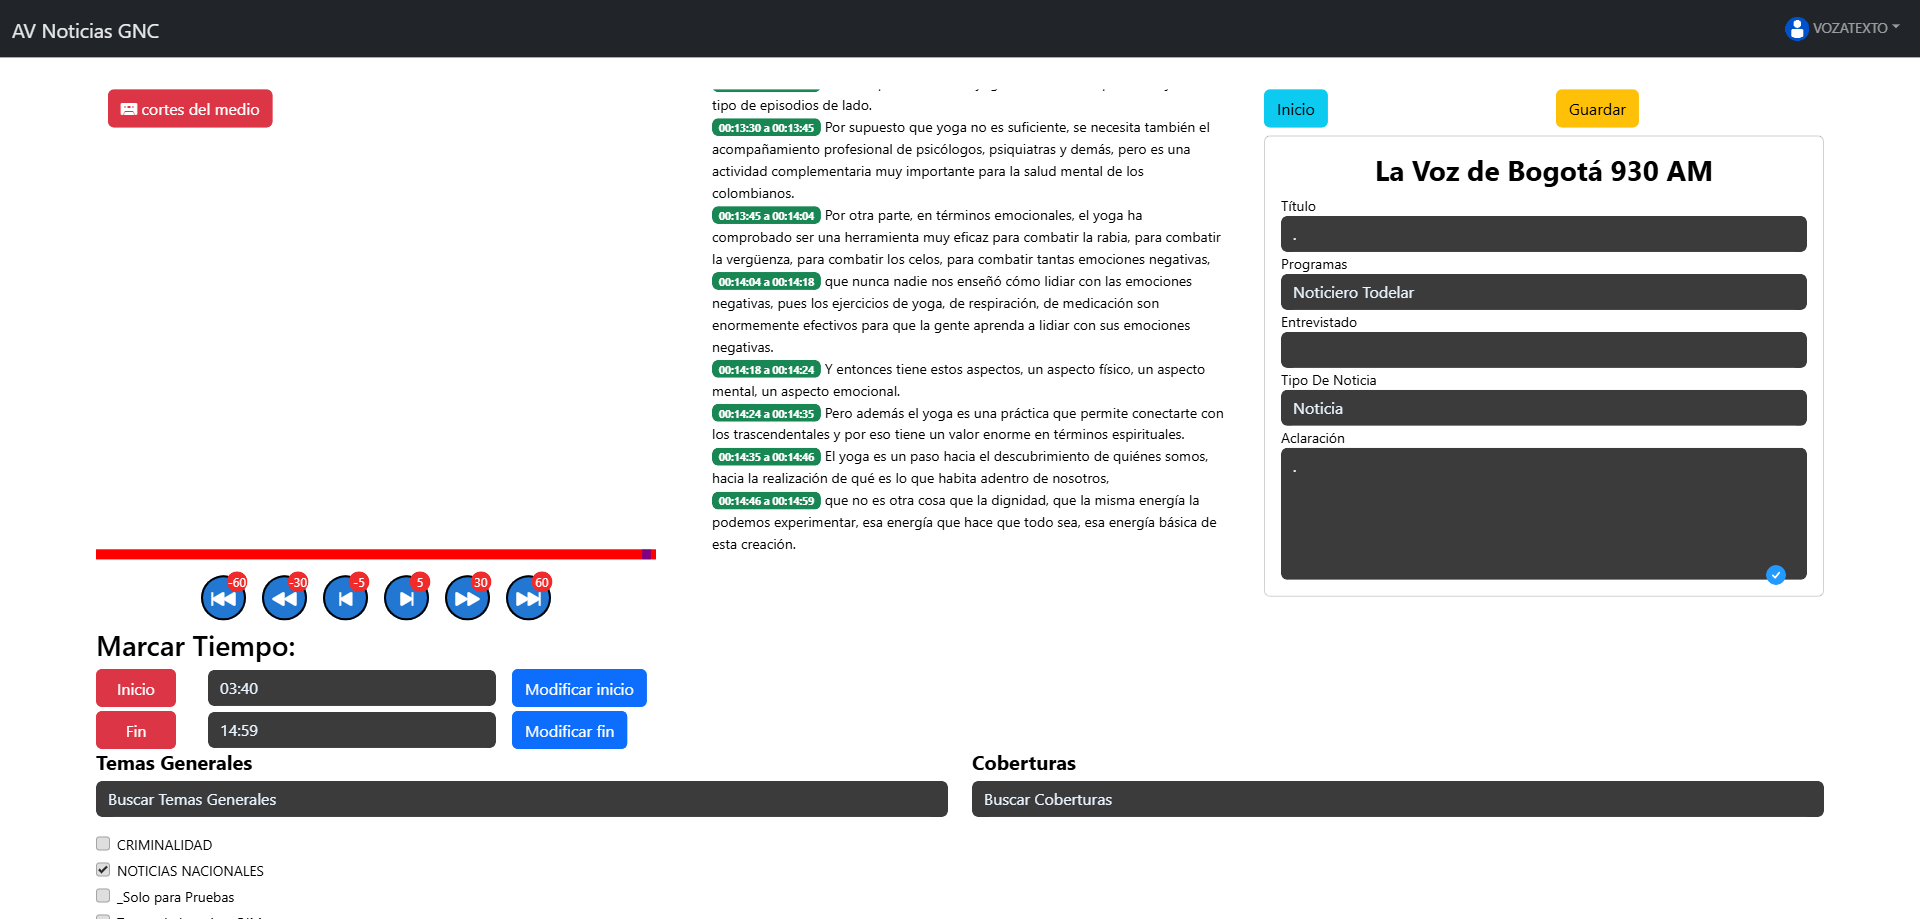 AV Noticias GNC
VOZATEXTO
cortes del medio
tipo de episodios de lado.
00:13:30 a 00:13:45 Por supuesto que yoga no es suficiente, se necesita también el
acompañamiento profesional de psicólogos, psiquiatras y demás, pero es una
actividad complementaria muy importante para la salud mental de los
colombianos.
00:13:45 a 00:14:04 Por otra parte, en términos emocionales, el yoga ha
comprobado ser una herramienta muy eficaz para combatir la rabia, para combatir
la vergüenza, para combatir los celos, para combatir tantas emociones negativas,
00:14:04 a 00:14:18 que nunca nadie nos enseñó cómo lidiar con las emociones
negativas, pues los ejercicios de yoga, de respiración, de medicación son
enormemente efectivos para que la gente aprenda a lidiar con sus emociones
negativas.
00:14:18 a 00:14:24 Y entonces tiene estos aspectos, un aspecto físico, un aspecto
mental, un aspecto emocional.
00:14:24 a 00:14:35 Pero además el yoga es una práctica que permite conectarte con
los trascendentales y por eso tiene un valor enorme en términos espirituales.
00:14:35 a 00:14:46 El yoga es un paso hacia el descubrimiento de quiénes somos,
hacia la realización de qué es lo que habita adentro de nosotros,
00:14:46 a 00:14:59 que no es otra cosa que la dignidad, que la misma energía la
podemos experimentar, esa energía que hace que todo sea, esa energía básica de
esta creación.
Inicio
Guardar
La Voz de Bogotá 930 AM
Título
.
Programas
Noticiero Todelar
Entrevistado
Tipo De Noticia
Noticia
Aclaración
.
-60
-30
-5
5
30
60
Marcar Tiempo:
Inicio
03:40
Modificar inicio
Fin
14:59
Modificar fin
Temas Generales
Buscar Temas Generales
CRIMINALIDAD
NOTICIAS NACIONALES
_Solo para Pruebas
Coberturas
Buscar Coberturas